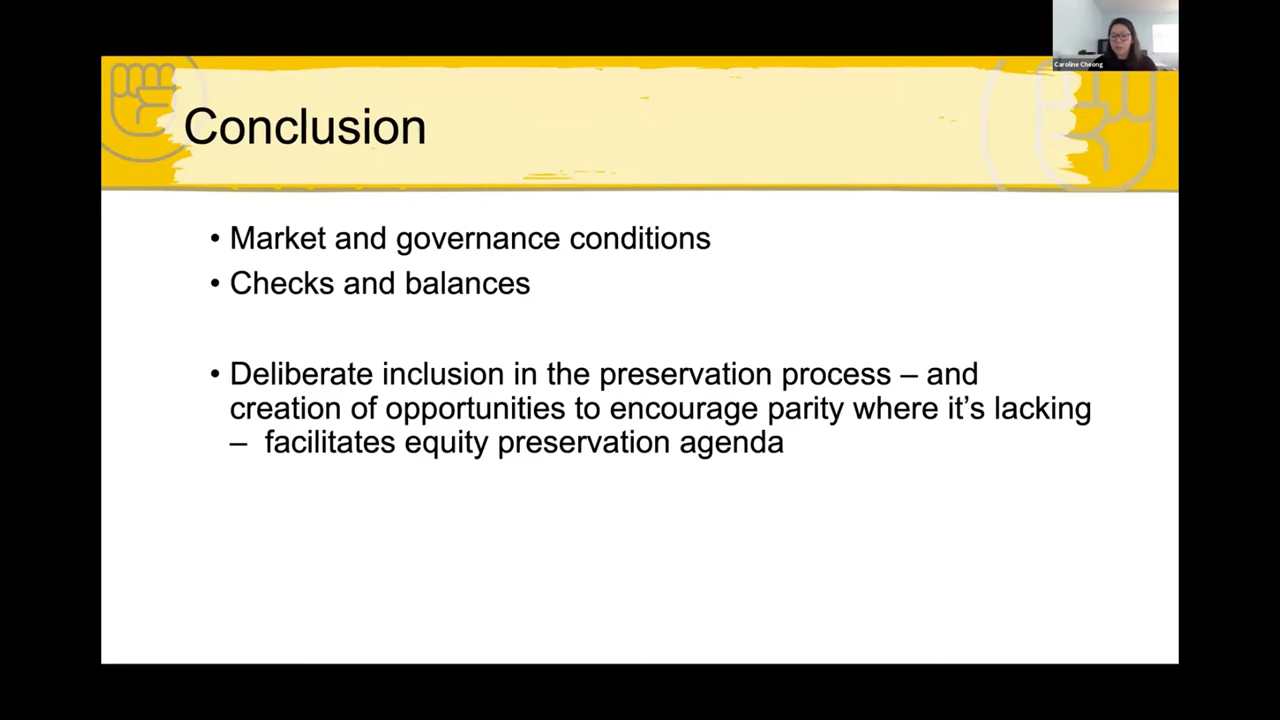 Caroline Cheong
Conclusion
• Market and governance conditions
• Checks and balances
• Deliberate inclusion in the preservation process – and
creation of opportunities to encourage parity where it’s lacking
– facilitates equity preservation agenda